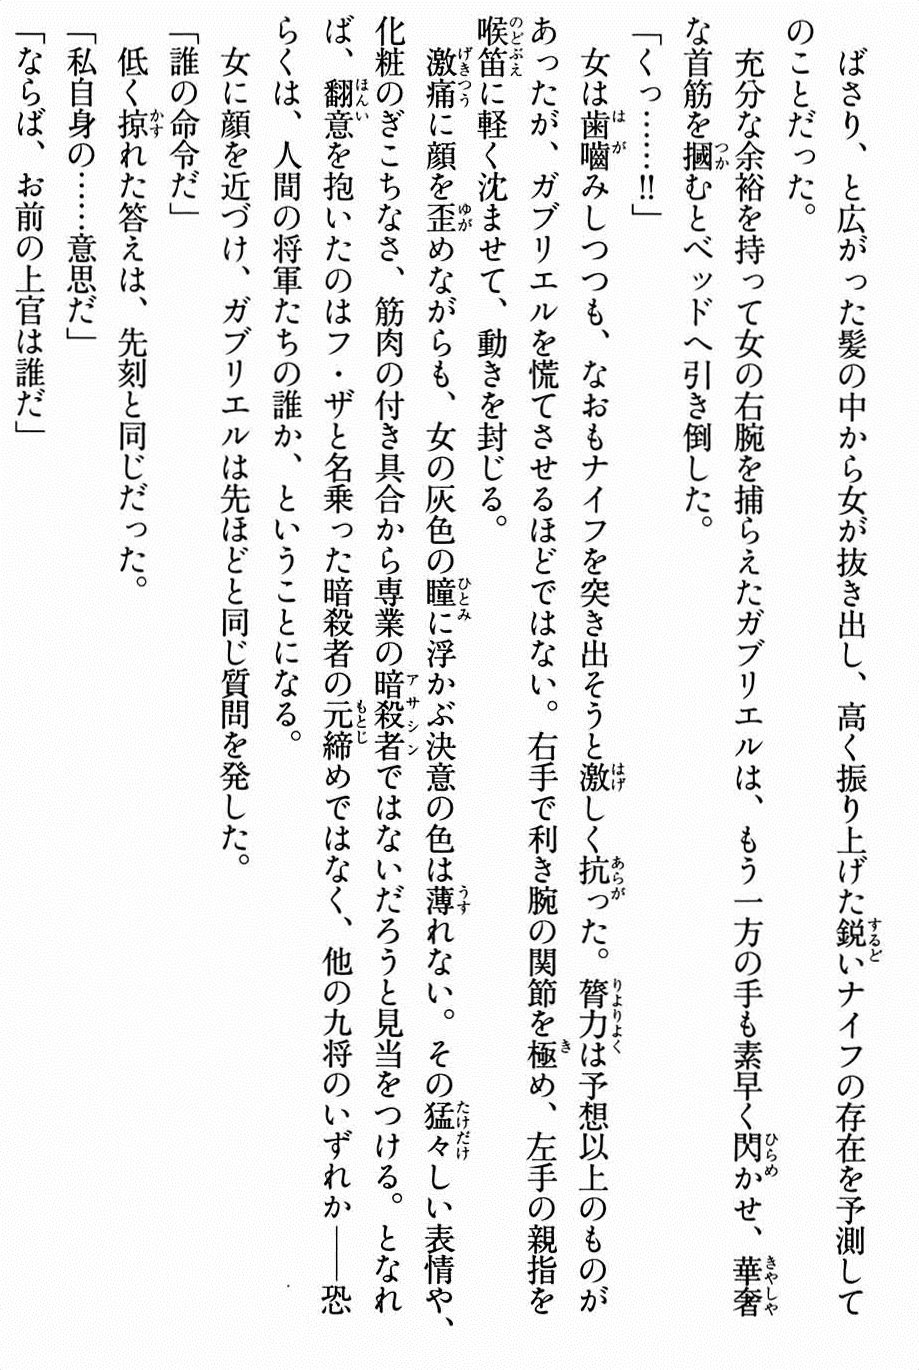 ばさり、と広がった髪の中から女が抜き出し、高く振り上げた鋭いナイフの存在を予測して
のことだった。
充分な余裕を持って女の右腕を捕らえたガブリエルは、もう一方の手も素早く閃かせ、華奢
な首筋を摑むとベッドへ引き倒した。
「くっ……!!」
女は歯嚙みしつつも、なおもナイフを突き出そうと激しく抗った。膂力は予想以上のものが
あったが、ガブリエルを慌てさせるほどではない。右手で利き腕の関節を極め、左手の親指を
喉笛に軽く沈ませて、動きを封じる。
激痛に顔を歪めながらも、女の灰色の瞳に浮かぶ決意の色は薄れない。その猛々しい表情や、
化粧のぎこちなさ、筋肉の付き具合から専業の暗殺者ではないだろうと見当をつける。となれ
ば、翻意を抱いたのはフ・ザと名乗った暗殺者の元締めではなく、他の九将のいずれか――恐
らくは、人間の将軍たちの誰か、ということになる。
女に顔を近づけ、ガブリエルは先ほどと同じ質問を発した。
「誰の命令だ」
低く掠れた答えは、先刻と同じだった。
「私自身の……意思だ」
「ならば、お前の上官は誰だ」